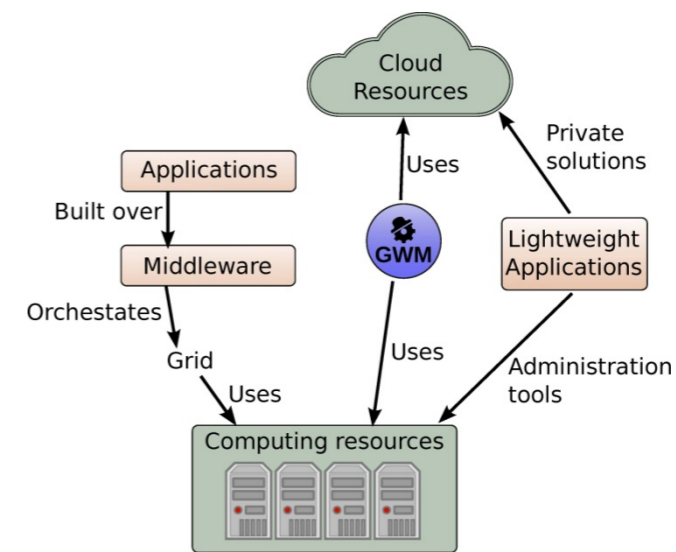 Cloud
Resources
Private
solutions
Uses
Applications
Built over
GWM
Lightweight
Applications
Middleware
Orchestates
Grid
Uses
Uses
Administration
tools
Computing resources